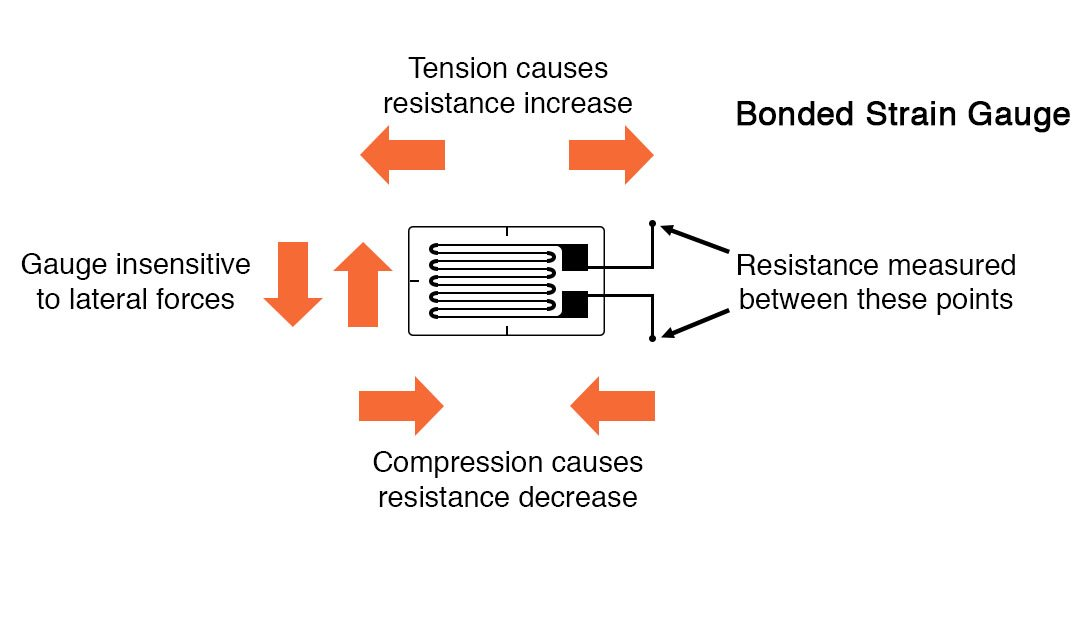 Tension causes
resistance increase
Bonded Strain Gauge
Gauge insensitive
to lateral forces
Resistance measured
between these points
Compression causes
resistance decrease